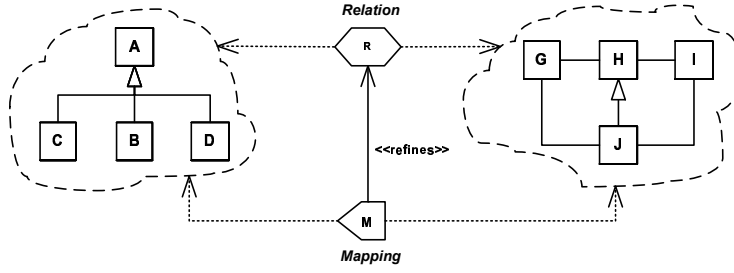 Relation
A
R
G H I
C B D
J
<<refines>>
M
Mapping